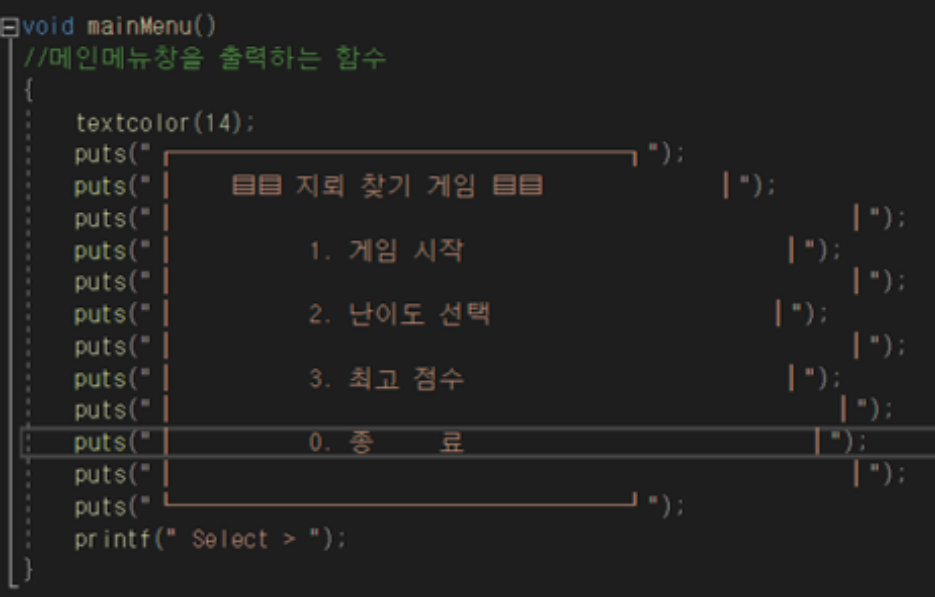 void mainMenu()
//메인메뉴창을 출력하는 함수
{
    textcolor(14);
    puts(" ┏━━━━━━━━━━━━━━━━━┓ ");
    puts(" ┃     ▤▤ 지뢰 찾기 게임 ▤▤              ┃ ");
    puts(" ┃                                                    ┃ ");
    puts(" ┃           1. 게임 시작                         ┃ ");
    puts(" ┃                                                    ┃ ");
    puts(" ┃           2. 난이도 선택                      ┃ ");
    puts(" ┃                                                    ┃ ");
    puts(" ┃           3. 최고 점수                         ┃ ");
    puts(" ┃                                                   ┃ ");
    puts(" ┃           0. 종     료                           ┃ ");
    puts(" ┃                                                    ┃ ");
    puts(" ┗━━━━━━━━━━━━━━━━━┛ ");
    printf(" Select > ");
}